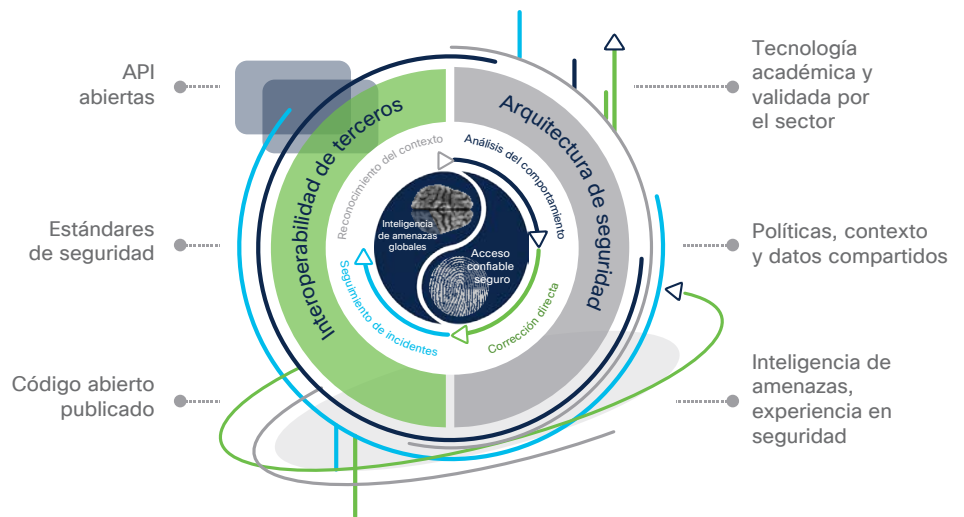 API
abiertas
Estándares
de seguridad
Código abierto
publicado
Interoperabilidad de terceros
Arquitectura de seguridad
Reconocimiento del contexto
Análisis del comportamiento
Corrección directa
Seguimiento de incidentes
Inteligencia
de amenazas
globales
Acceso
confiable
seguro
Tecnología
académica y
validada por
el sector
Políticas, contexto
y datos compartidos
Inteligencia de
amenazas,
experiencia en
seguridad